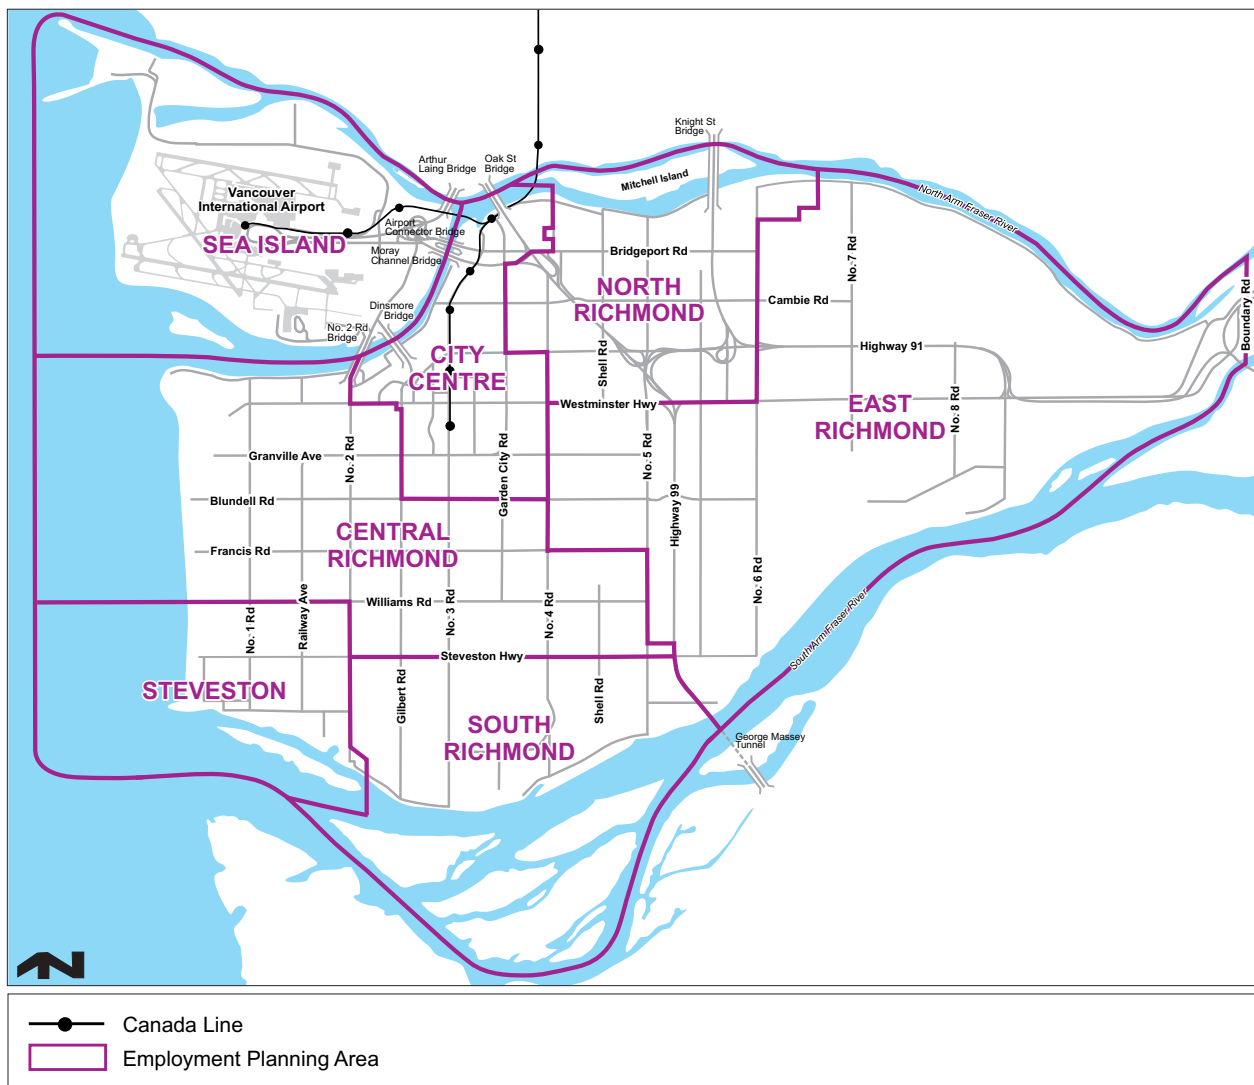 Knight St
Bridge
Arthur
Laing Bridge
Oak St
Bridge
Mitchell Island
Vancouver
International Airport
North Arm Fraser River
Airport
Connector Bridge
SEA ISLAND
Moray
Channel Bridge
Bridgeport Rd
No. 7 Rd
NORTH
RICHMOND
Cambie Rd
Boundary Rd
Dinsmore
Bridge
No. 2 Rd.
Bridge
CITY
CENTRE
Shell Rd
Highway 91
Westminster Hwy
EAST
RICHMOND
No. 8 Rd
Granville Ave
No. 2 Rd
Garden City Rd
No. 5 Rd
Blundell Rd
Highway 99
CENTRAL
RICHMOND
Francis Rd
No. 6 Rd
Williams Rd
No. 1 Rd
Railway Ave
No. 3 Rd
No. 4 Rd
South Arm Fraser River
Steveston Hwy
STEVESTON
Gilbert Rd
Shell Rd
SOUTH
RICHMOND
George Massey
Tunnel
N
Canada Line
Employment Planning Area